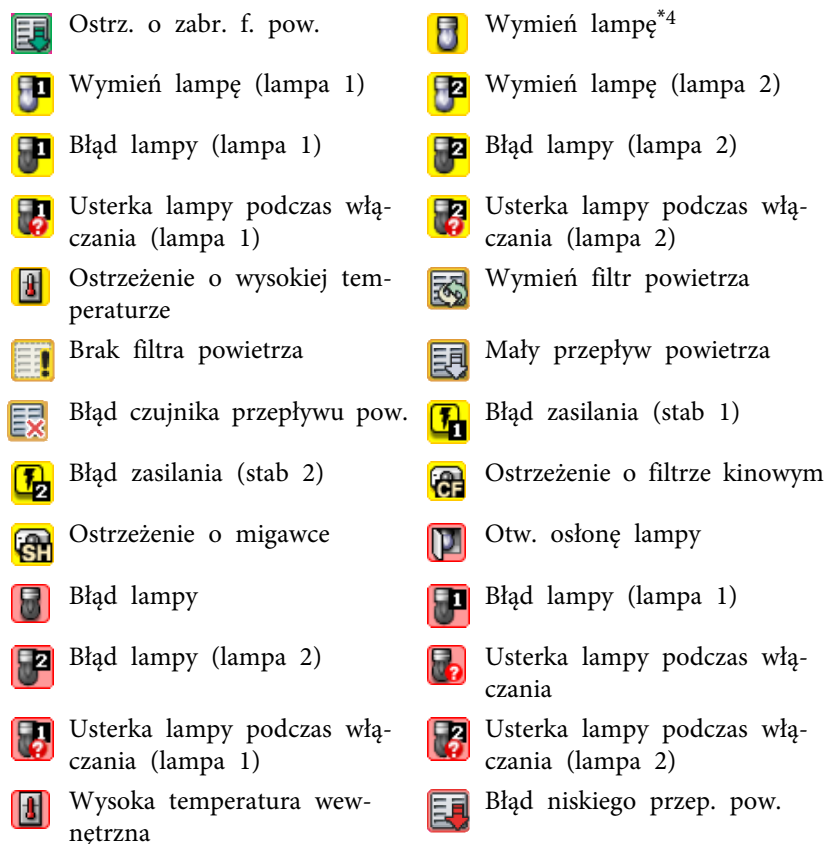 Ostrz. o zabr. f. pow.
Wymień lampę*4
Wymień lampę (lampa 1)
Wymień lampę (lampa 2)
Błąd lampy (lampa 1)
Błąd lampy (lampa 2)
Usterka lampy podczas włą-
czania (lampa 1)
Usterka lampy podczas włą-
czania (lampa 2)
Ostrzeżenie o wysokiej tem-
peraturze
Wymień filtr powietrza
Brak filtra powietrza
Mały przepływ powietrza
Błąd czujnika przepływu pow.
Błąd zasilania (stab 1)
Błąd zasilania (stab 2)
Ostrzeżenie o filtrze kinowym
Ostrzeżenie o migawce
Otw. osłonę lampy
Błąd lampy
Błąd lampy (lampa 1)
Błąd lampy (lampa 2)
Usterka lampy podczas włą-
czania
Usterka lampy podczas włą-
czania (lampa 1)
Usterka lampy podczas włą-
czania (lampa 2)
Wysoka temperatura wew-
nętrzna
Błąd niskiego przep. pow.